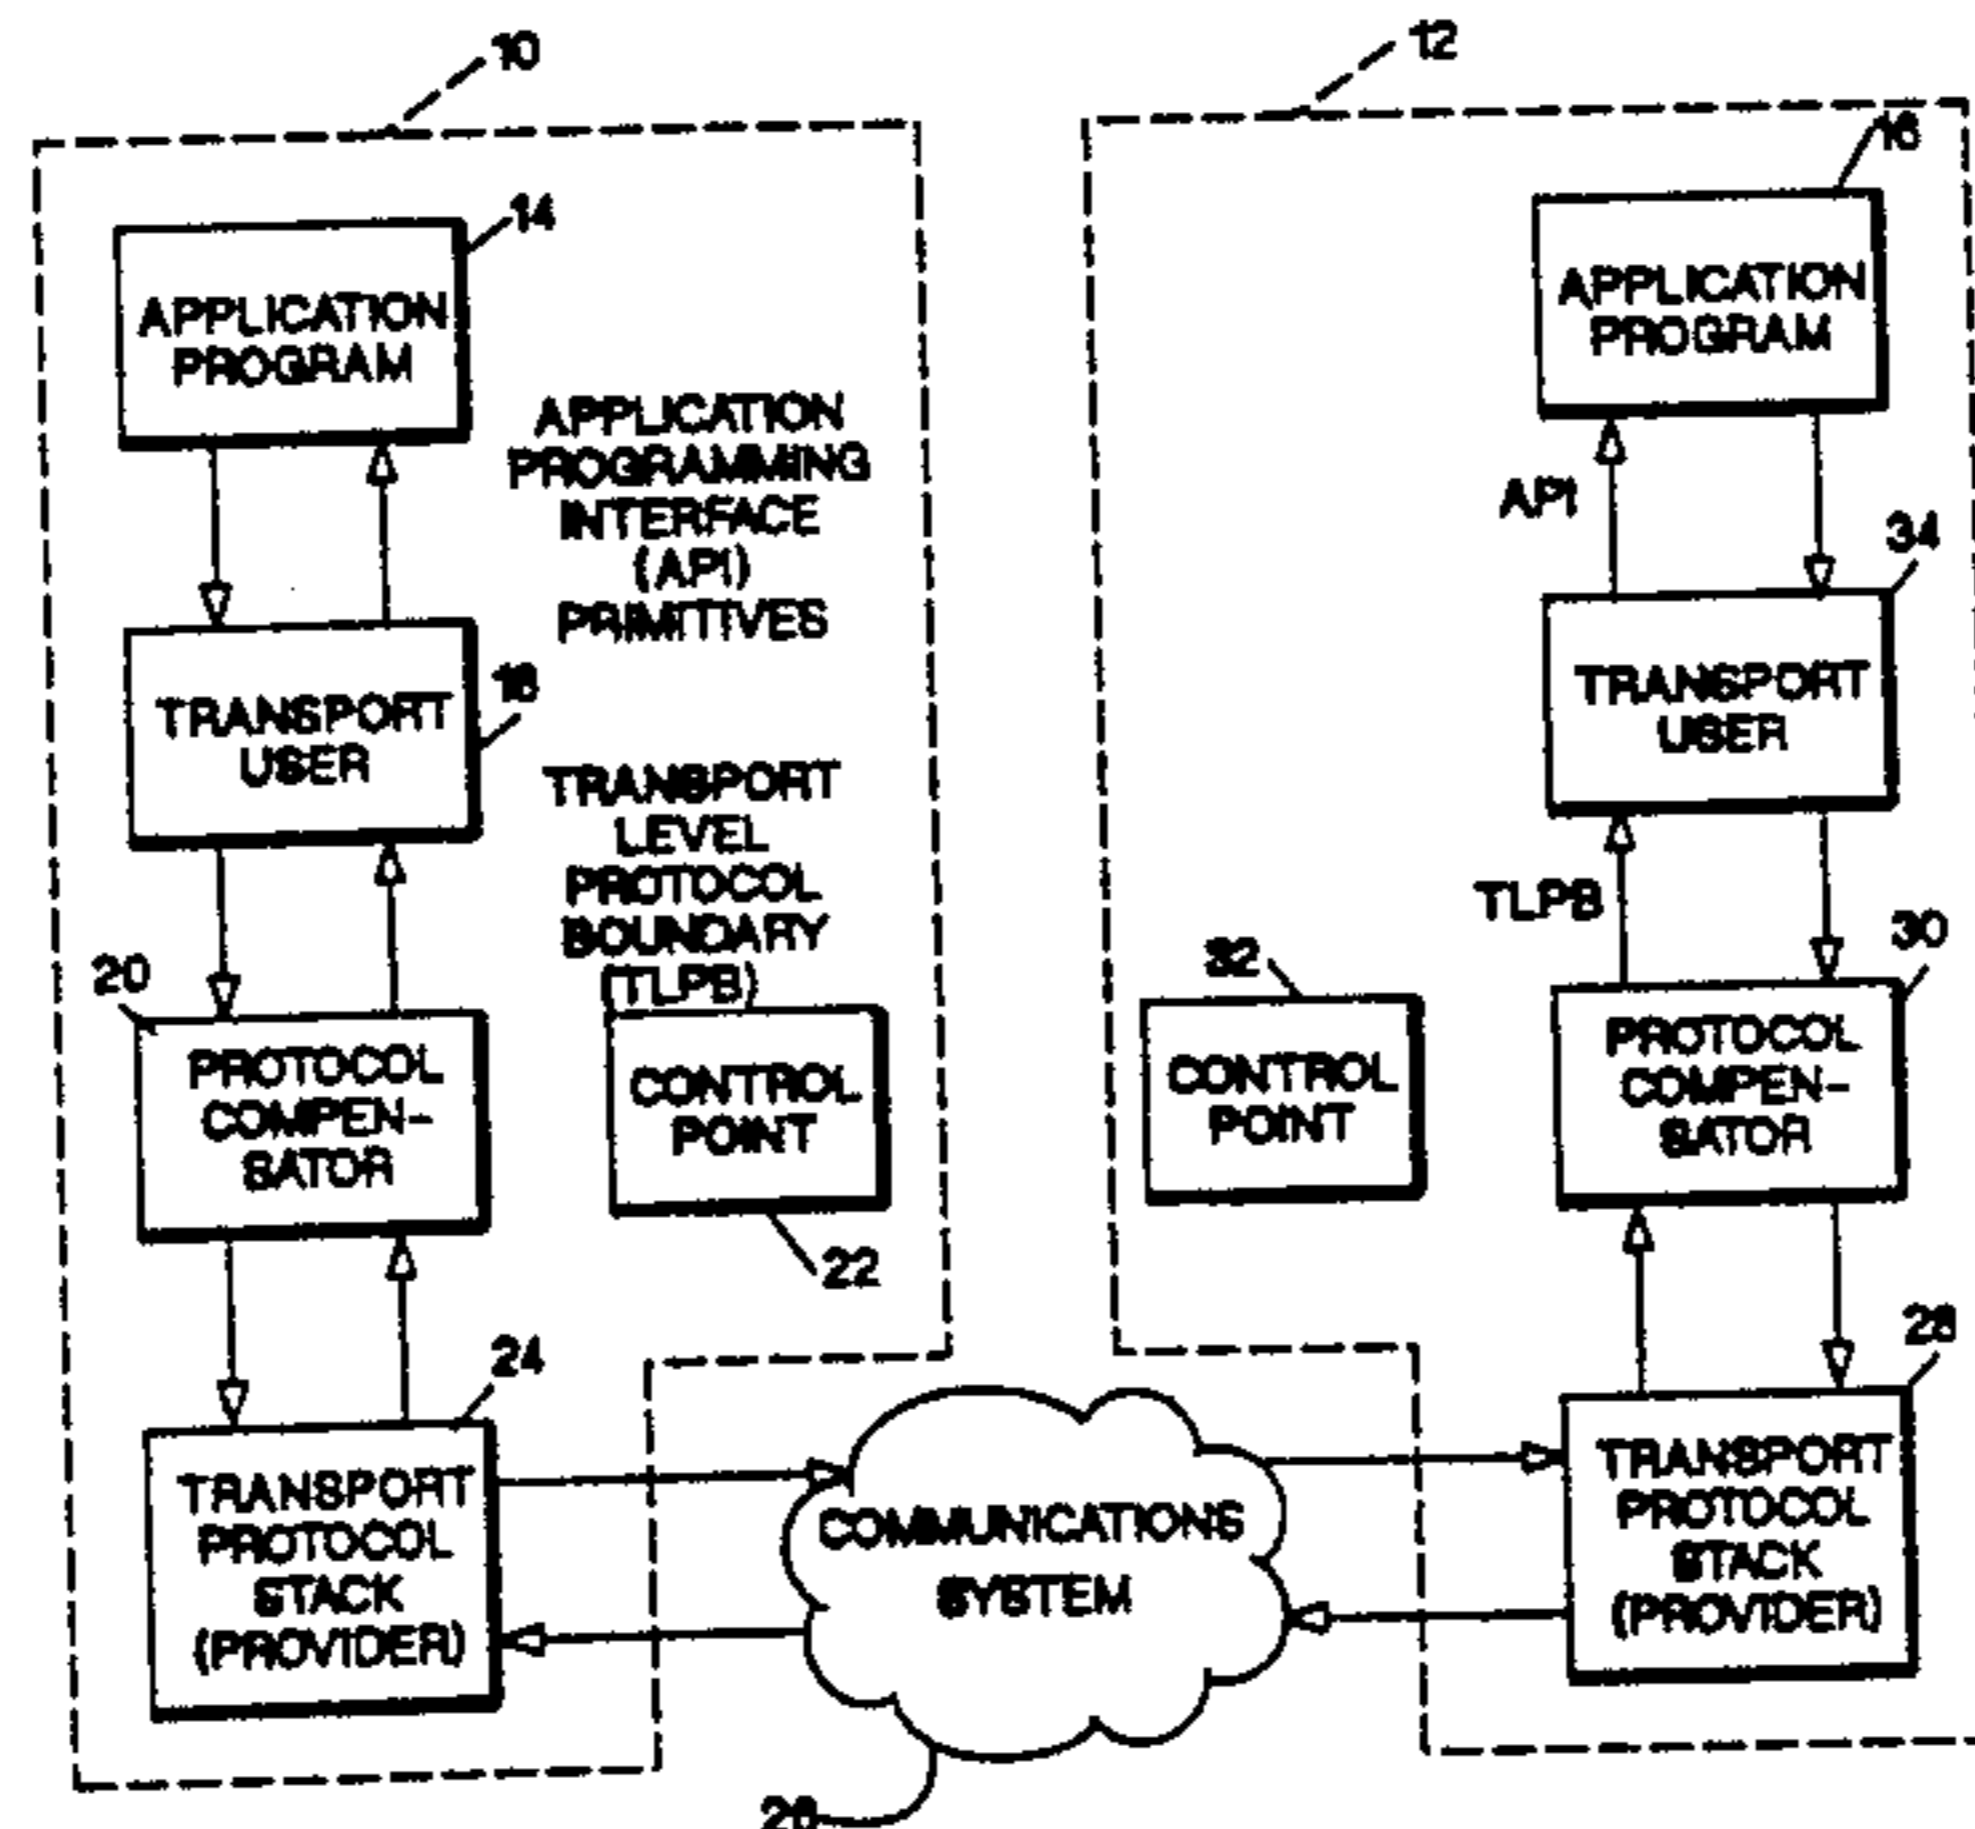 10
12
14
APPLICATION
PROGRAM
APPLICATION
PROGRAMMING
INTERFACE
(API)
PRIMITIVES
18
TRANSPORT
USER
TRANSPORT
LEVEL
PROTOCOL
BOUNDARY
(TLPB)
20
PROTOCOL
COMPEN-
SATOR
CONTROL
POINT
22
24
TRANSPORT
PROTOCOL
STACK
(PROVIDER)
COMMUNICATIONS
SYSTEM
26
16
APPLICATION
PROGRAM
API
34
TRANSPORT
USER
TLPB
30
32
CONTROL
POINT
PROTOCOL
COMPEN-
SATOR
28
TRANSPORT
PROTOCOL
STACK
(PROVIDER)